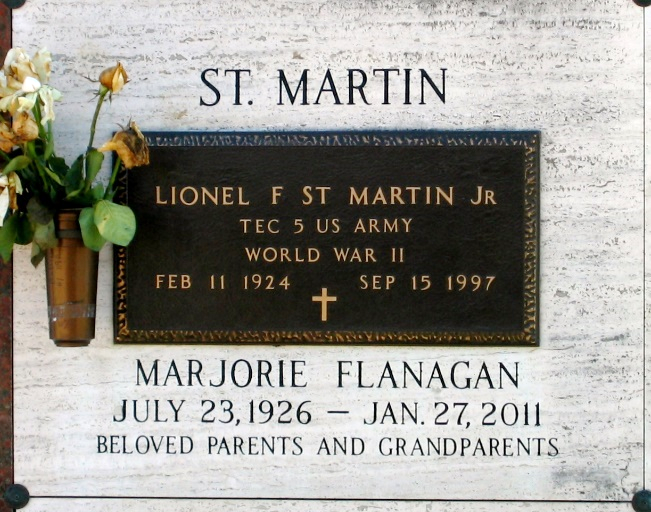 ST. MARTIN
LIONEL F ST MARTIN JR
TEC 5 US ARMY
WORLD WAR II
FEB 11 1924 SEP 15 1997
MARJORIE FLANAGAN
JULY 23, 1926 — JAN. 27, 2011
BELOVED PARENTS AND GRANDPARENTS